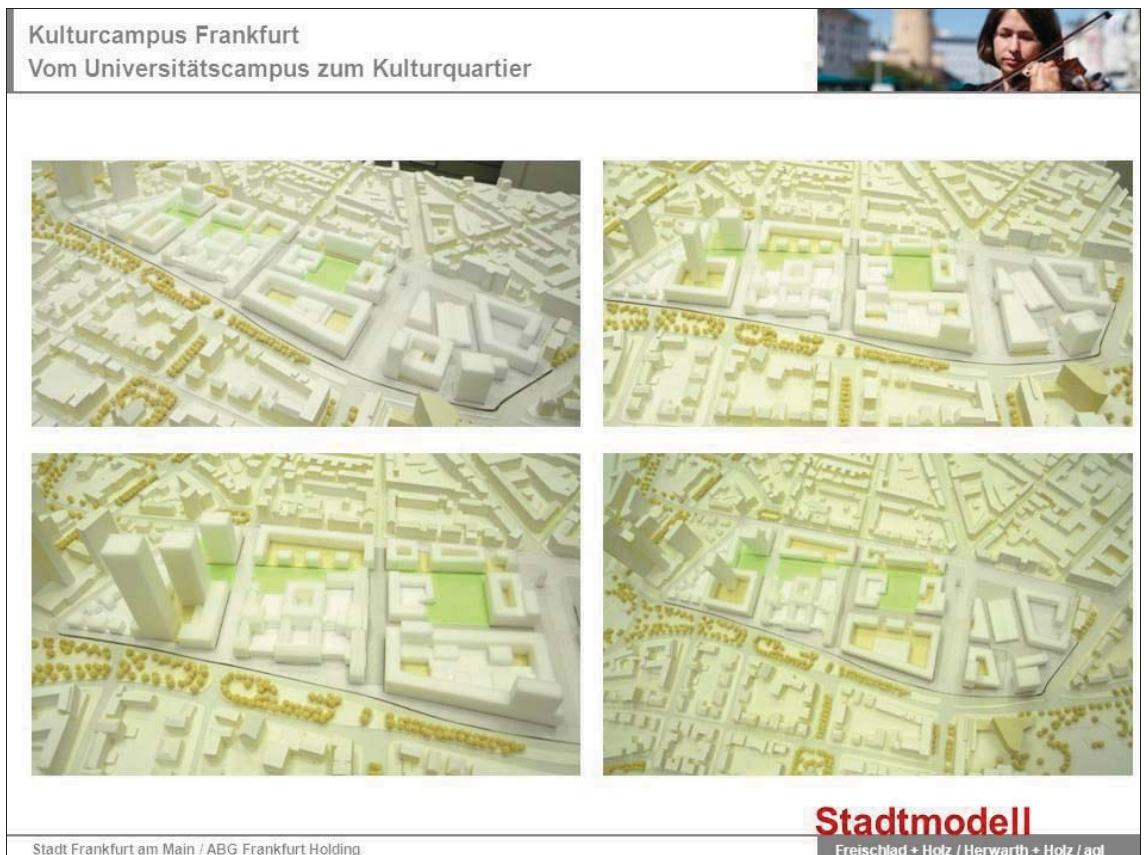 Kulturcampus Frankfurt
Vom Universitätscampus zum Kulturquartier
Stadtmodell
Stadt Frankfurt am Main / ABG Frankfurt Holding
Freischlad + Holz / Herwarth + Holz / agl